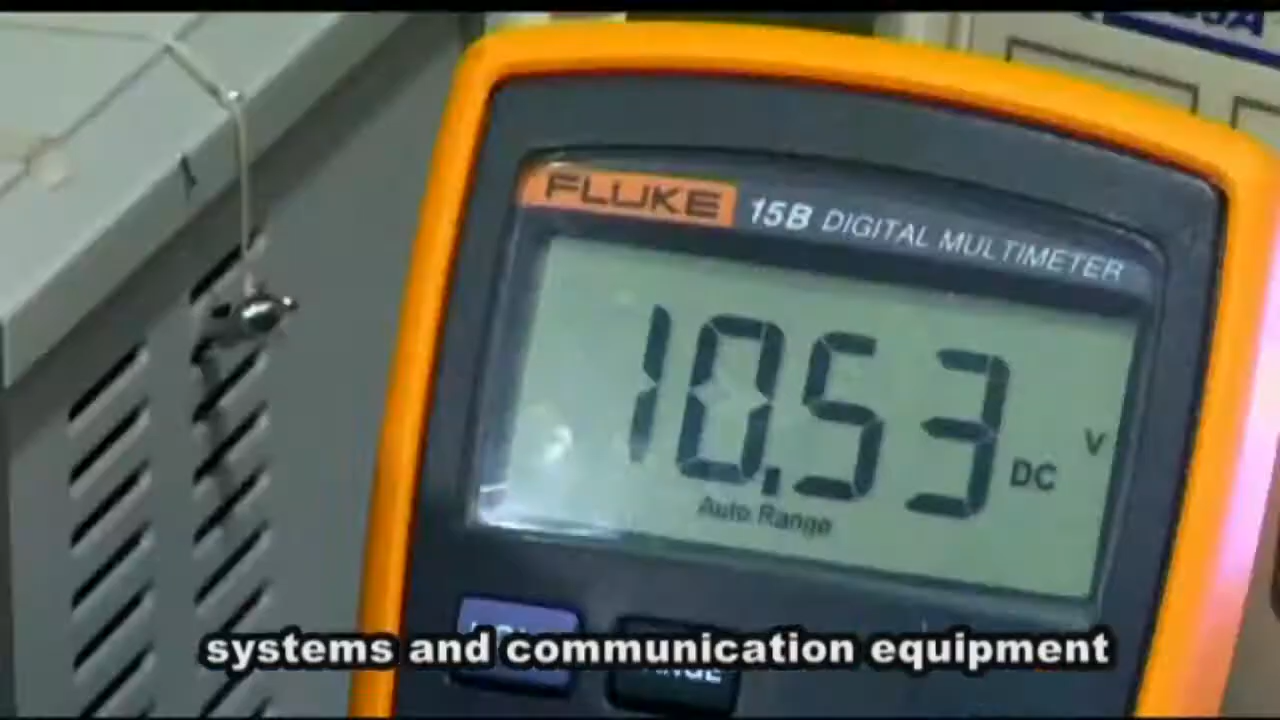 FLUKE 15B DIGITAL MULTIMETER
10.53 DC V
Auto Range
systems and communication equipment